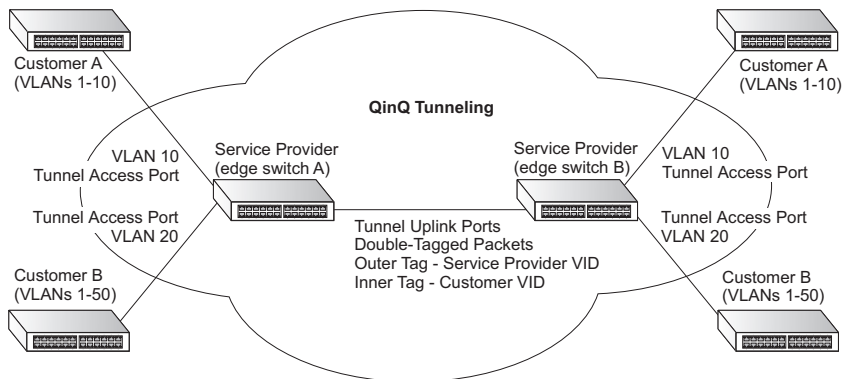 Customer A
(VLANs 1-10)
Customer A
(VLANs 1-10)
QinQ Tunneling
VLAN 10
Tunnel Access Port
Service Provider
(edge switch A)
Service Provider
(edge switch B)
VLAN 10
Tunnel Access Port
Tunnel Access Port
VLAN 20
Tunnel Uplink Ports
Double-Tagged Packets
Outer Tag - Service Provider VID
Inner Tag - Customer VID
Tunnel Access Port
VLAN 20
Customer B
(VLANs 1-50)
Customer B
(VLANs 1-50)